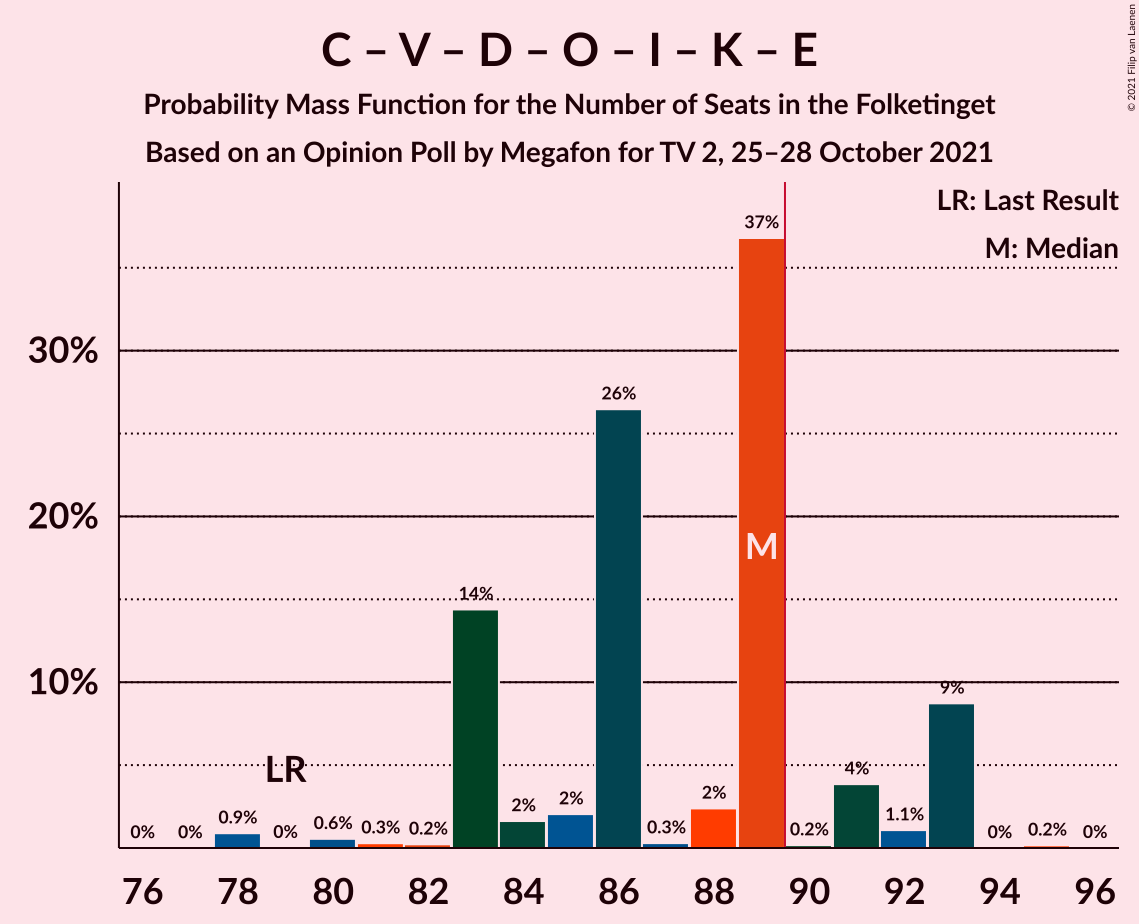 C – V – D – O – I – K – E
Probability Mass Function for the Number of Seats in the Folketinget
Based on an Opinion Poll by Megafon for TV 2, 25–28 October 2021
© 2021 Filip van Laenen
LR: Last Result
M: Median
37%
30%
26%
20%
M
14%
10%
9%
LR
4%
2%
2%
2%
1.1%
0.9%
0.6%
0.3%
0.2%
0.3%
0.2%
0.2%
0%
0%
0%
0%
0%
76 78 80 82 84 86 88 90 92 94 96